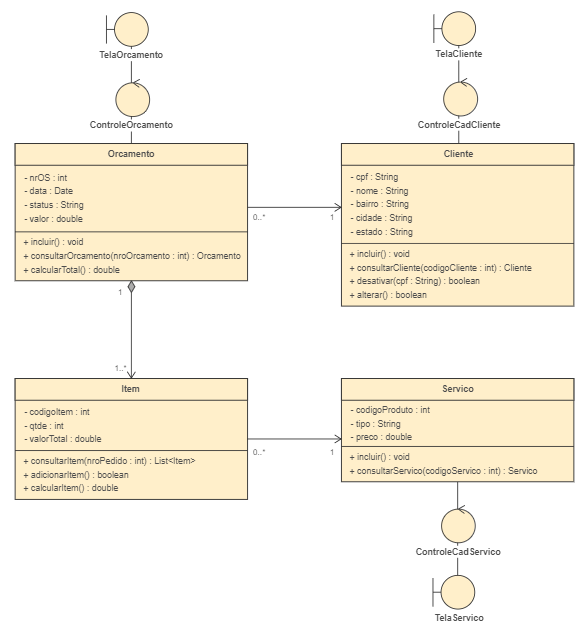 TelaOrcamento
ControleOrcamento
Orcamento
- nrOS : int
- data : Date
- status : String
- valor : double
+ incluir() : void
+ consultarOrcamento(nroOrcamento : int) : Orcamento
+ calcularTotal() : double
TelaCliente
ControleCadCliente
Cliente
- cpf : String
- nome : String
- bairro : String
- cidade : String
- estado : String
+ incluir() : void
+ consultarCliente(codigoCliente : int) : Cliente
+ desativar(cpf : String) : boolean
+ alterar() : boolean
0..*
1
1
1..*
Item
- codigoItem : int
- qtde : int
- valorTotal : double
+ consultarItem(nroPedido : int) : List<Item>
+ adicionarItem() : boolean
+ calcularItem() : double
0..*
1
Servico
- codigoProduto : int
- tipo : String
- preco : double
+ incluir() : void
+ consultarServico(codigoServico : int) : Servico
ControleCadServico
TelaServico